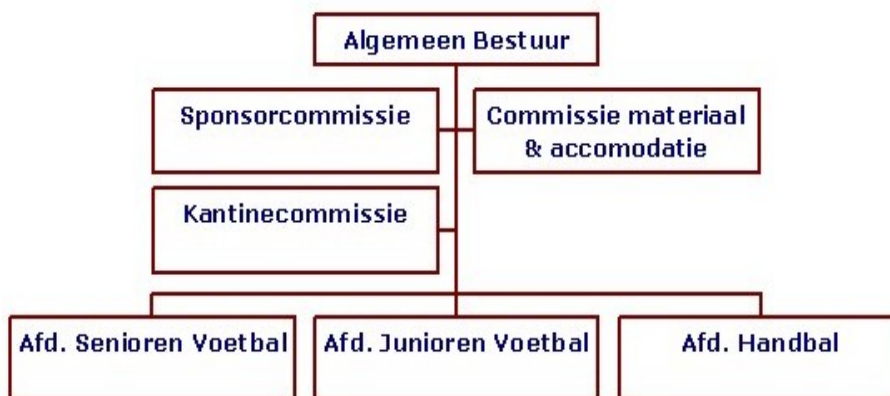 Algemeen Bestuur
Sponsorcommissie
Commissie materiaal
& accomodatie
Kantinecommissie
Afd. Senioren Voetbal
Afd. Junioren Voetbal
Afd. Handbal